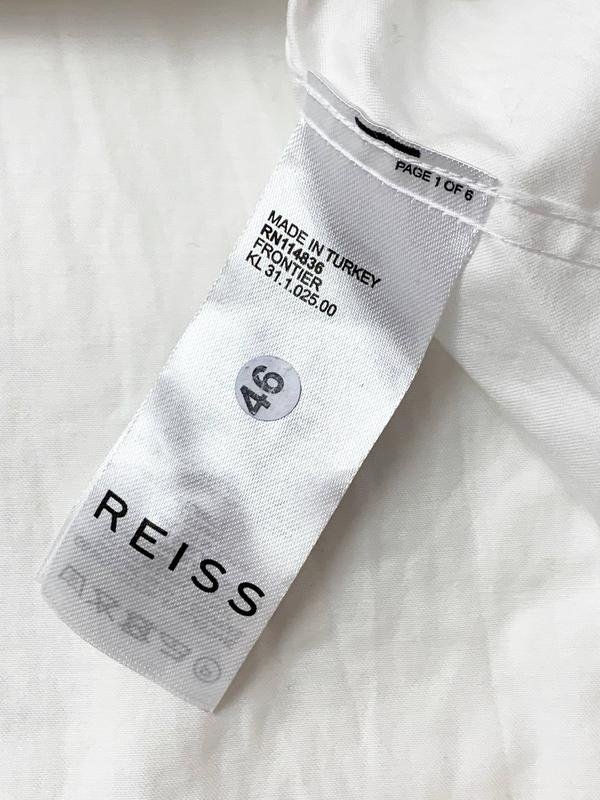 PAGE 1 OF 6
MADE IN TURKEY
RN114836
FRONTIER
KL 31.1.025.00
46
REISS